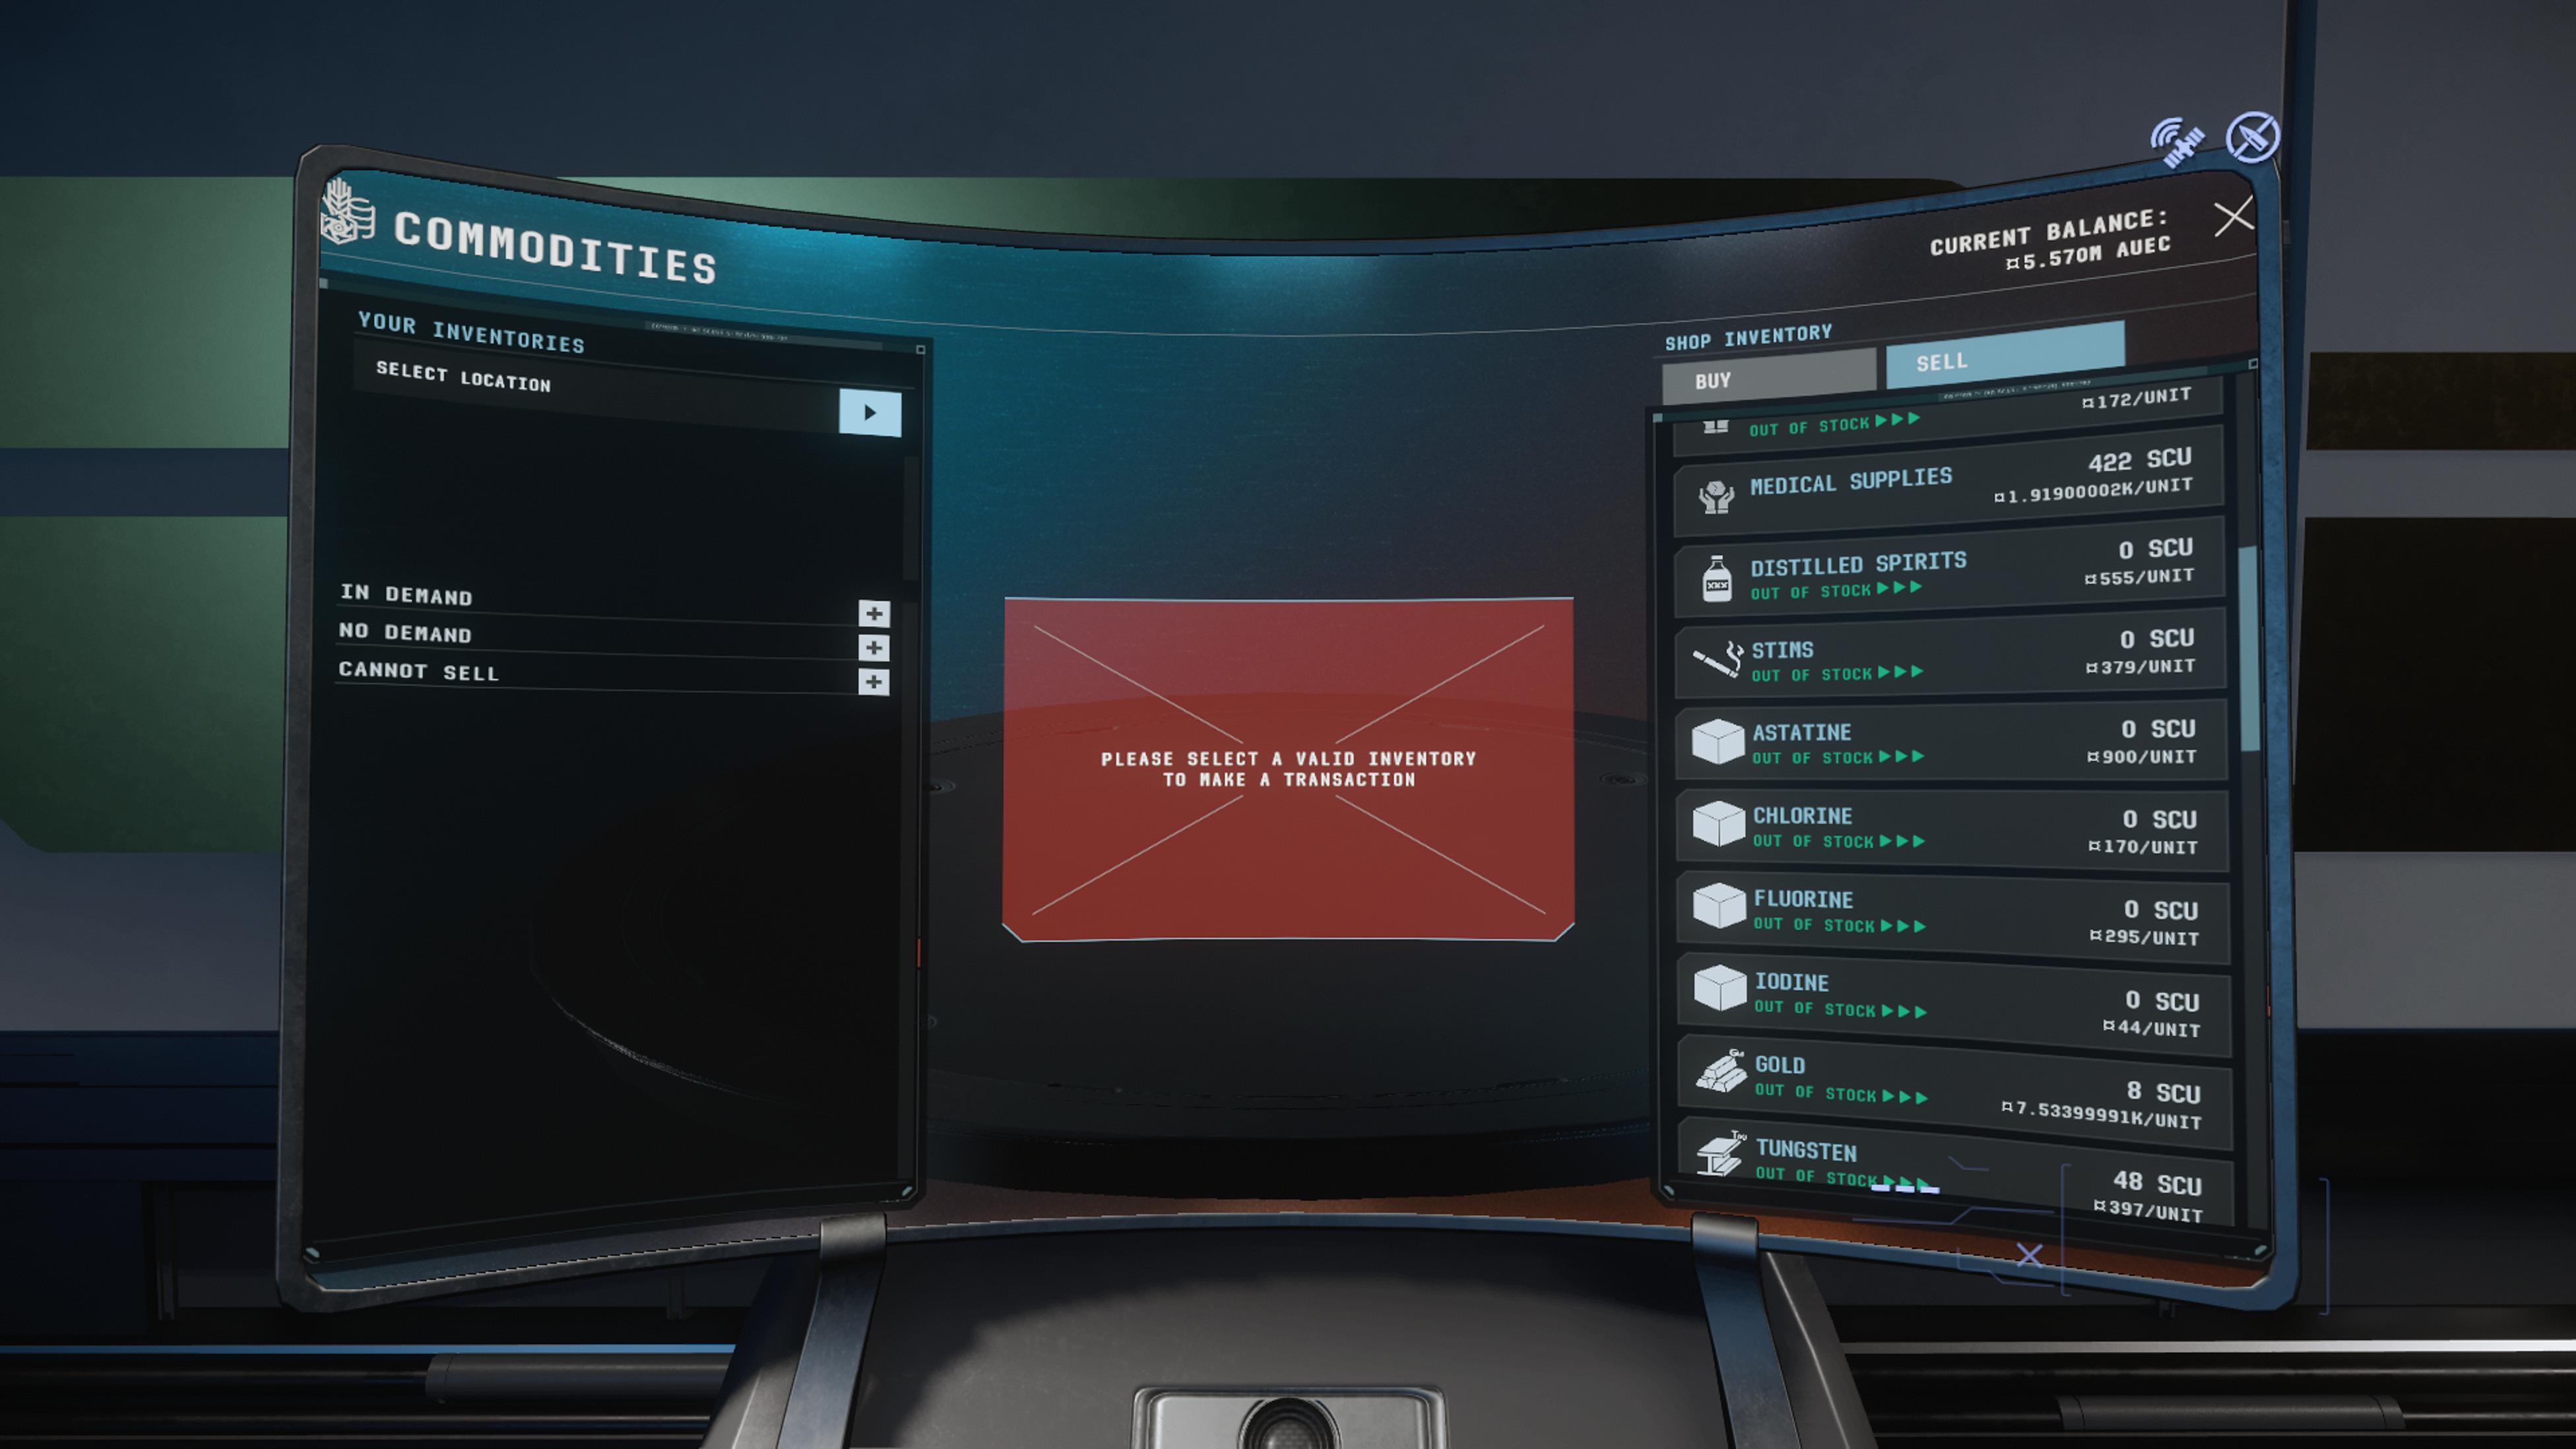 COMMODITIES
CURRENT BALANCE:
¤5.570M AUEC
YOUR INVENTORIES
SELECT LOCATION
IN DEMAND
NO DEMAND
CANNOT SELL
PLEASE SELECT A VALID INVENTORY
TO MAKE A TRANSACTION
SHOP INVENTORY
BUY
SELL
¤172/UNIT
OUT OF STOCK
MEDICAL SUPPLIES
422 SCU
¤1.91900002K/UNIT
DISTILLED SPIRITS
0 SCU
OUT OF STOCK
¤555/UNIT
STIMS
0 SCU
OUT OF STOCK
¤379/UNIT
ASTATINE
0 SCU
OUT OF STOCK
¤900/UNIT
CHLORINE
0 SCU
OUT OF STOCK
¤170/UNIT
FLUORINE
0 SCU
OUT OF STOCK
¤295/UNIT
IODINE
0 SCU
OUT OF STOCK
¤44/UNIT
GOLD
8 SCU
OUT OF STOCK
¤7.53399991K/UNIT
TUNGSTEN
48 SCU
OUT OF STOCK
¤397/UNIT